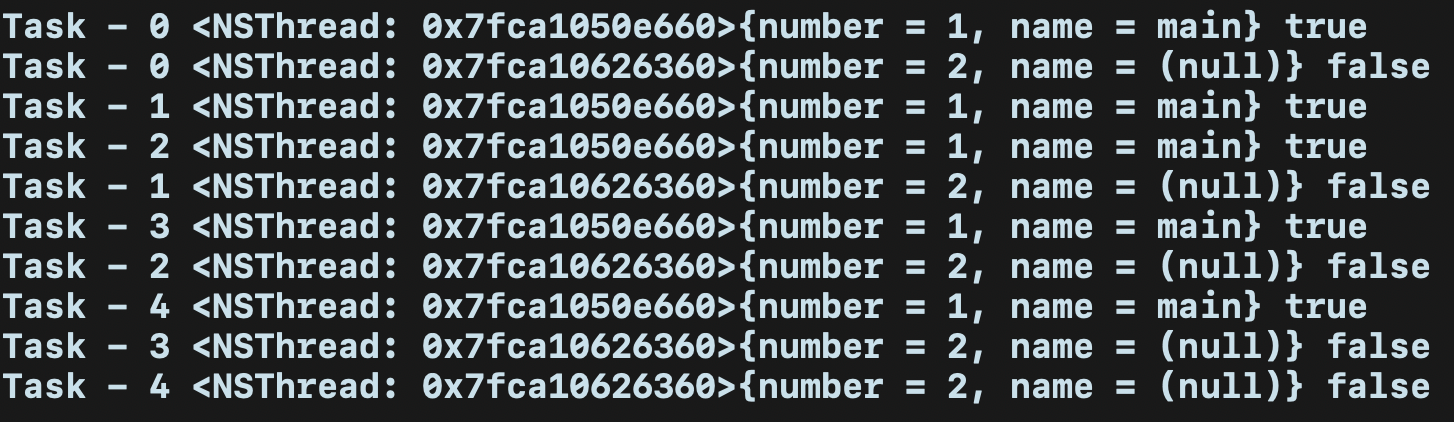 Task - 0 <NSThread: 0x7fca1050e660>{number = 1, name = main} true
Task - 0 <NSThread: 0x7fca10626360>{number = 2, name = (null)} false
Task - 1 <NSThread: 0x7fca1050e660>{number = 1, name = main} true
Task - 2 <NSThread: 0x7fca1050e660>{number = 1, name = main} true
Task - 1 <NSThread: 0x7fca10626360>{number = 2, name = (null)} false
Task - 3 <NSThread: 0x7fca1050e660>{number = 1, name = main} true
Task - 2 <NSThread: 0x7fca10626360>{number = 2, name = (null)} false
Task - 4 <NSThread: 0x7fca1050e660>{number = 1, name = main} true
Task - 3 <NSThread: 0x7fca10626360>{number = 2, name = (null)} false
Task - 4 <NSThread: 0x7fca10626360>{number = 2, name = (null)} false